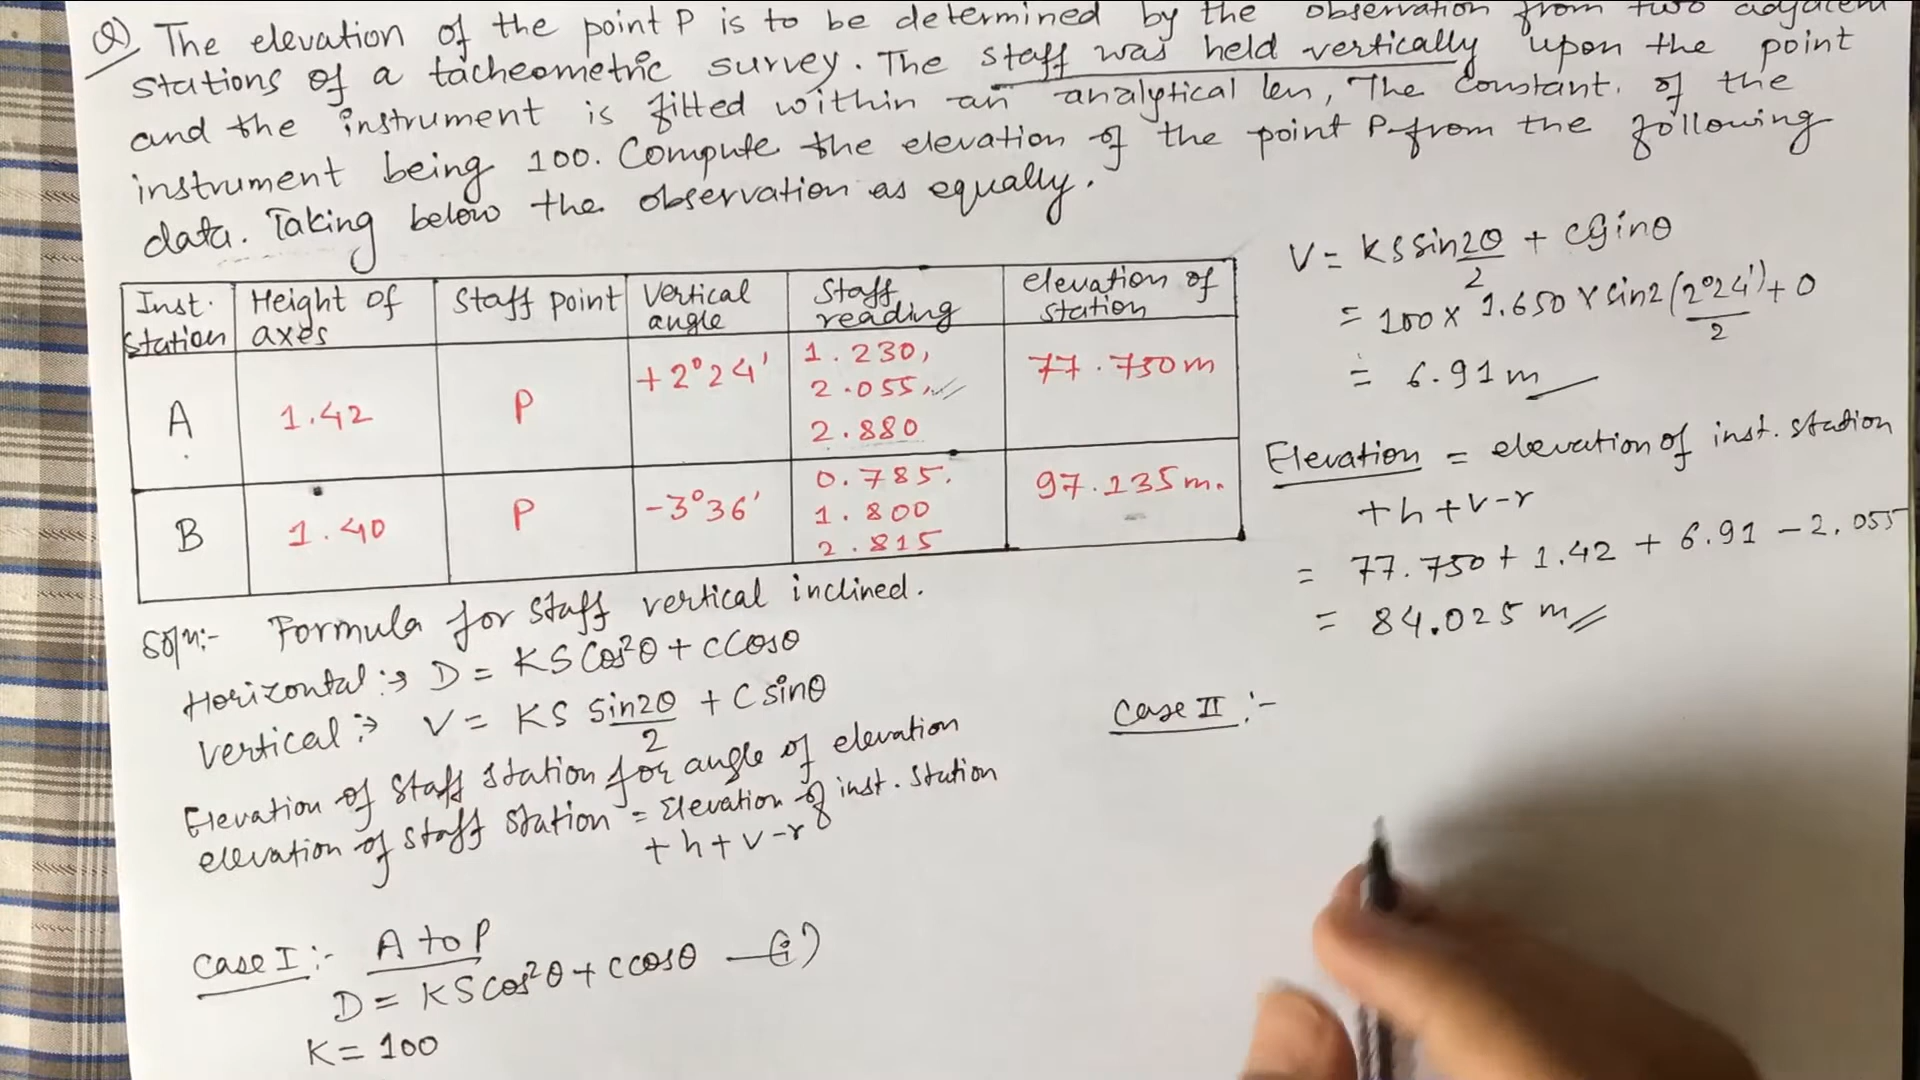 Q) The elevation of the point P is to be determined by the observation from two adjacent
stations of a tacheometric survey. The staff was held vertically upon the point
and the instrument is fitted within an analytical len, The constant. of the
instrument being 100. Compute the elevation of the point P from the following
data. Taking below the observation as equally.
Inst. station | Height of axes | Staff point | Vertical angle | Staff reading | elevation of station
A | 1.42 | P | +2°24' | 1.230, 2.055, 2.880 | 77.750m
B | 1.40 | P | -3°36' | 0.785. 1.800 2.815 | 97.135m.
Soln:- Formula for staff vertical inclined.
Horizontal :→ D = KS Cos²θ + CCosθ
Vertical :→ V = KS Sin2θ/2 + C sinθ
Elevation of staff station for angle of elevation
elevation of staff station = Elevation of inst. station
+ h + v - r
Case I :- A to P
D = KS cos²θ + CCosθ —(i)
K = 100
V = KS Sin2θ/2 + CSinθ
= 100 × 1.650 × Sin2(2°24')/2 + 0
= 6.91 m
Elevation = elevation of inst. station
+ h + v - r
= 77.750 + 1.42 + 6.91 - 2.055
= 84.025 m
Case II :-